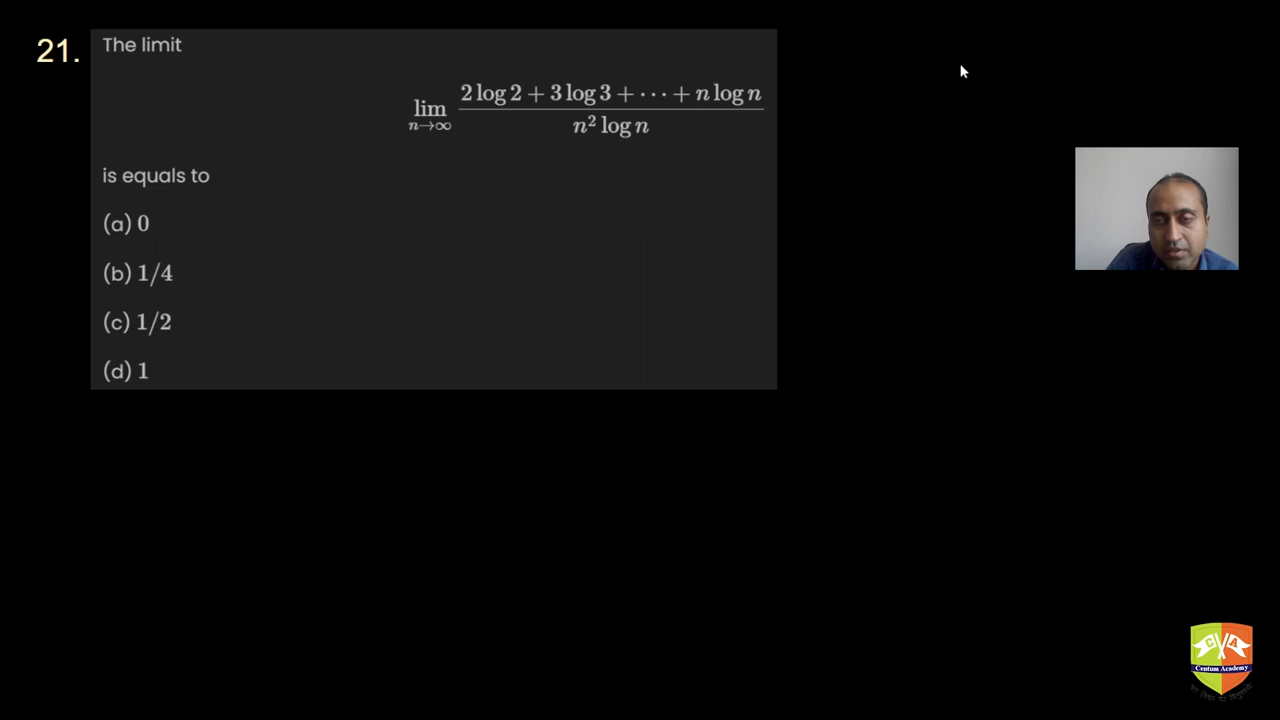 21.
The limit
lim_{n→∞} \frac{2 log 2 + 3 log 3 + ⋯ + n log n}{n² log n}
is equals to
(a) 0
(b) 1/4
(c) 1/2
(d) 1
C A
Centum Academy